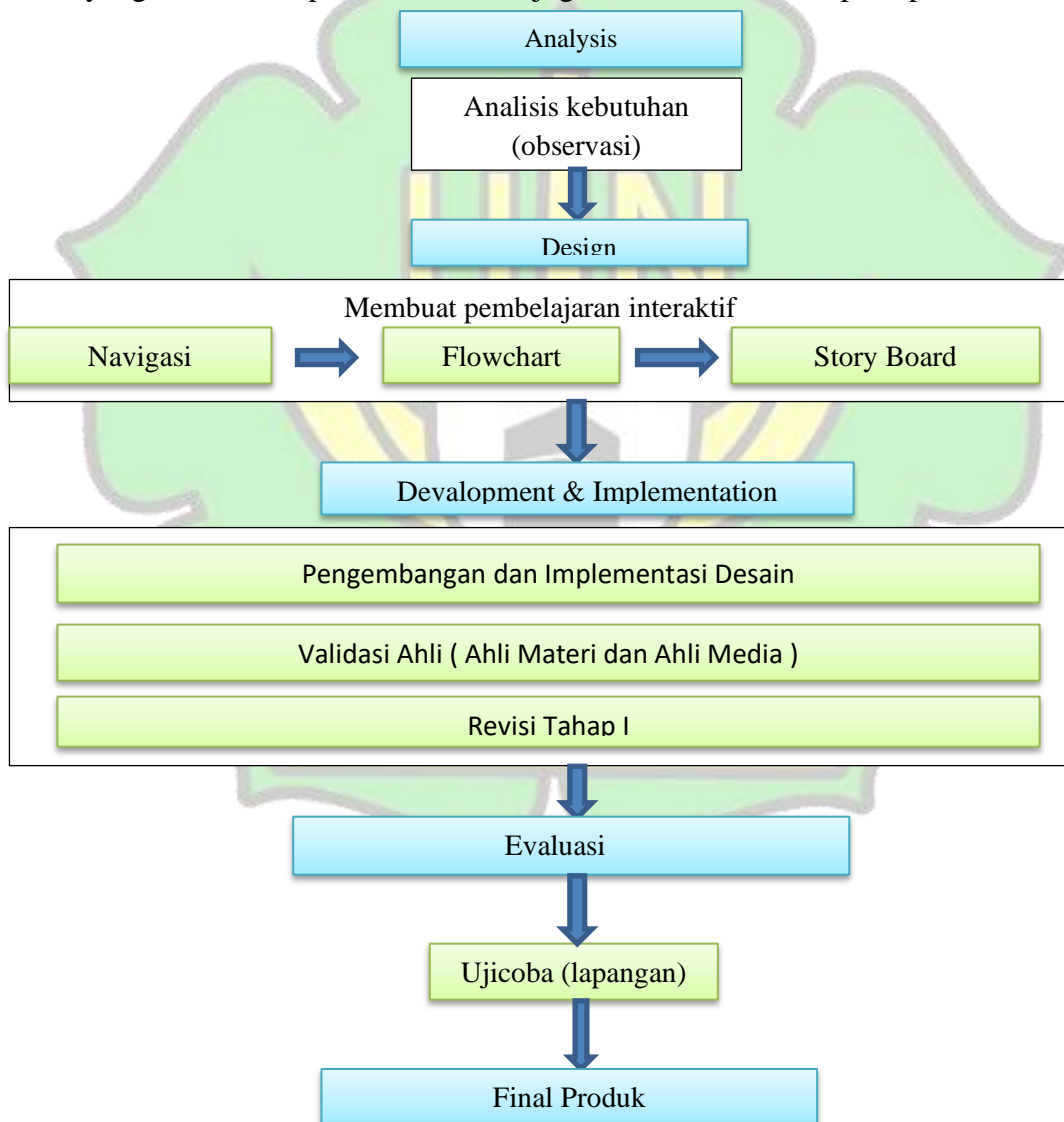 Analysis
Analisis kebutuhan
(observasi)
UIN
Design
Membuat pembelajaran interaktif
Navigasi
Flowchart
Story Board
Devalopment & Implementation
Pengembangan dan Implementasi Desain
Validasi Ahli ( Ahli Materi dan Ahli Media )
Revisi Tahap I
Evaluasi
Ujicoba (lapangan)
Final Produk